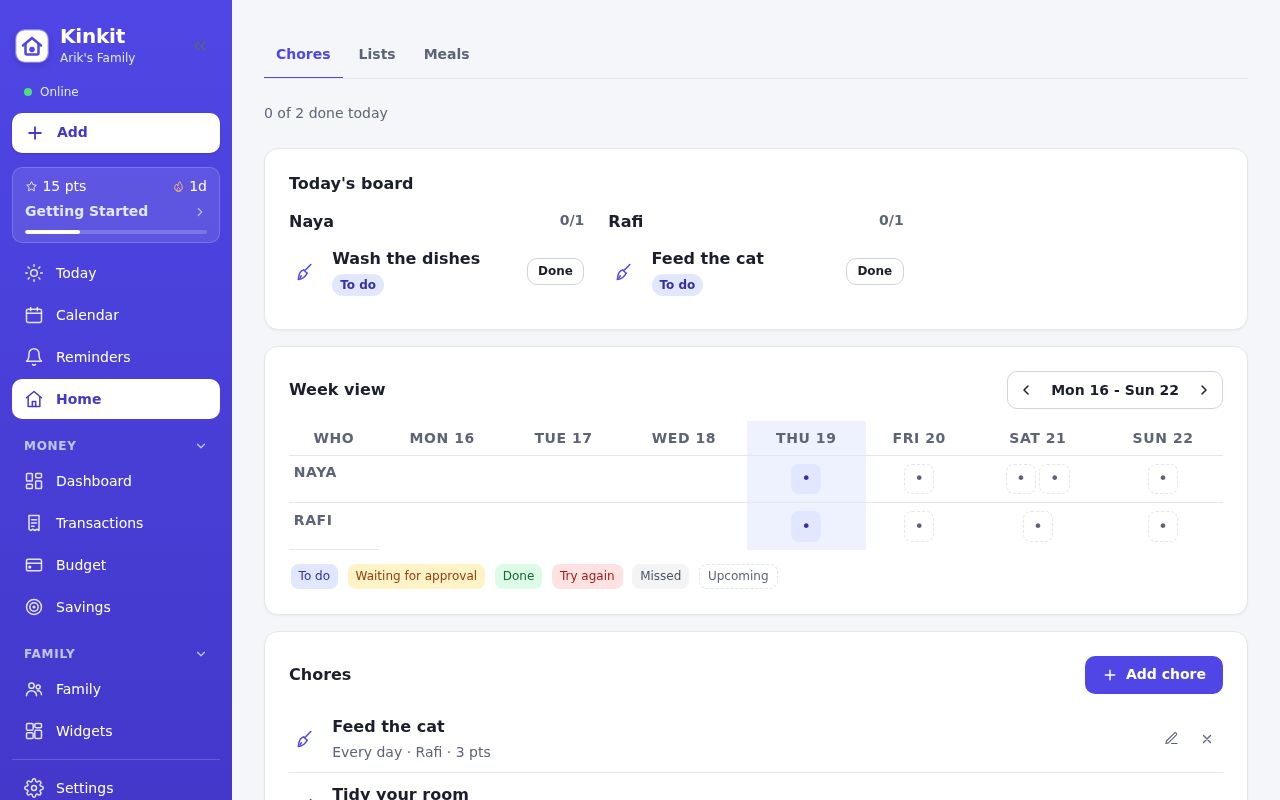 Kinkit
Arik's Family
Online
Add
15 pts 1d
Getting Started
Today
Calendar
Reminders
Home
MONEY
Dashboard
Transactions
Budget
Savings
FAMILY
Family
Widgets
Settings
Chores Lists Meals
0 of 2 done today
Today's board
Naya 0/1
Wash the dishes
To do
Done
Rafi 0/1
Feed the cat
To do
Done
Week view
Mon 16 - Sun 22
WHO MON 16 TUE 17 WED 18 THU 19 FRI 20 SAT 21 SUN 22
NAYA
RAFI
To do Waiting for approval Done Try again Missed Upcoming
Chores
Add chore
Feed the cat
Every day · Rafi · 3 pts
Tidy your room